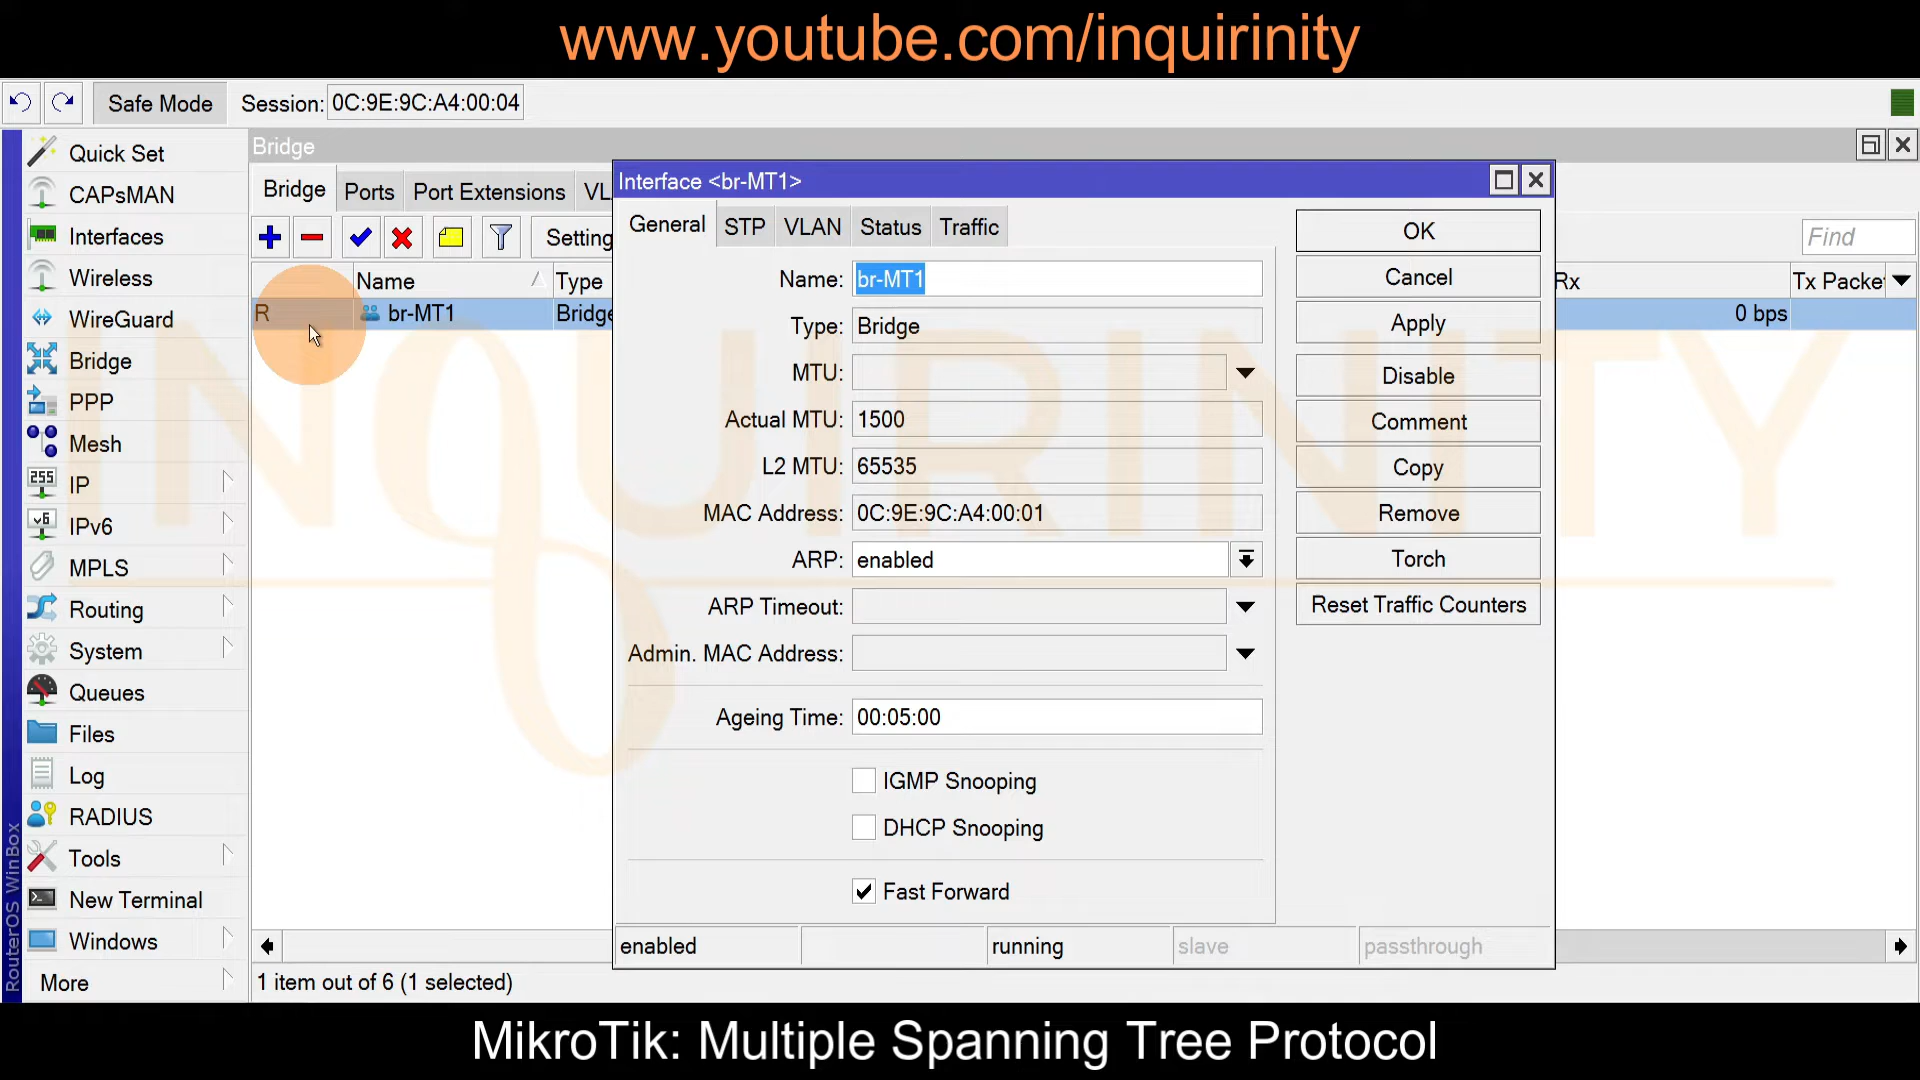 www.youtube.com/inquirinity
Safe Mode
Session: 0C:9E:9C:A4:00:04
Quick Set
CAPsMAN
Interfaces
Wireless
WireGuard
Bridge
PPP
Mesh
255
IP
v6
IPv6
MPLS
Routing
System
Queues
Files
Log
RADIUS
Tools
New Terminal
Windows
More
RouterOS WinBox
Bridge
Bridge Ports Port Extensions VL
Setting
Find
Name Type
R br-MT1 Bridge
Rx Tx Packe
0 bps
1 item out of 6 (1 selected)
Interface <br-MT1>
General STP VLAN Status Traffic
Name: br-MT1
Type: Bridge
MTU:
Actual MTU: 1500
L2 MTU: 65535
MAC Address: 0C:9E:9C:A4:00:01
ARP: enabled
ARP Timeout:
Admin. MAC Address:
Ageing Time: 00:05:00
IGMP Snooping
DHCP Snooping
Fast Forward
enabled running slave passthrough
OK
Cancel
Apply
Disable
Comment
Copy
Remove
Torch
Reset Traffic Counters
INQUIRINITY
MikroTik: Multiple Spanning Tree Protocol